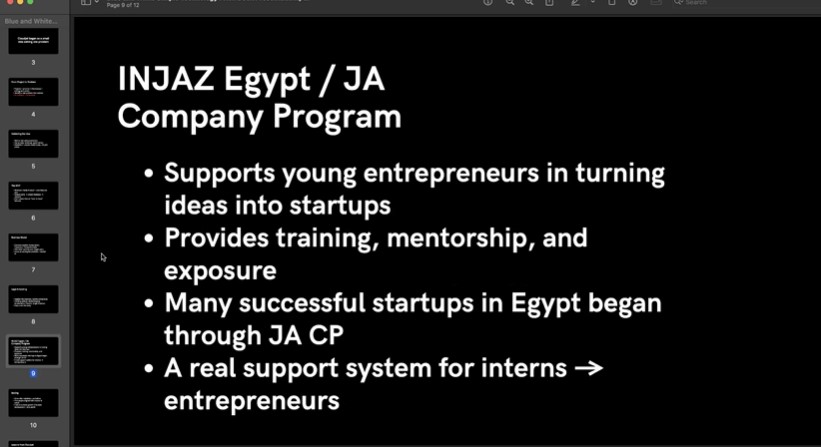 Page 9 of 12
Search
Blue and White...
3
4
5
6
7
8
9
10
INJAZ Egypt / JA
Company Program
• Supports young entrepreneurs in turning
ideas into startups
• Provides training, mentorship, and
exposure
• Many successful startups in Egypt began
through JA CP
• A real support system for interns →
entrepreneurs